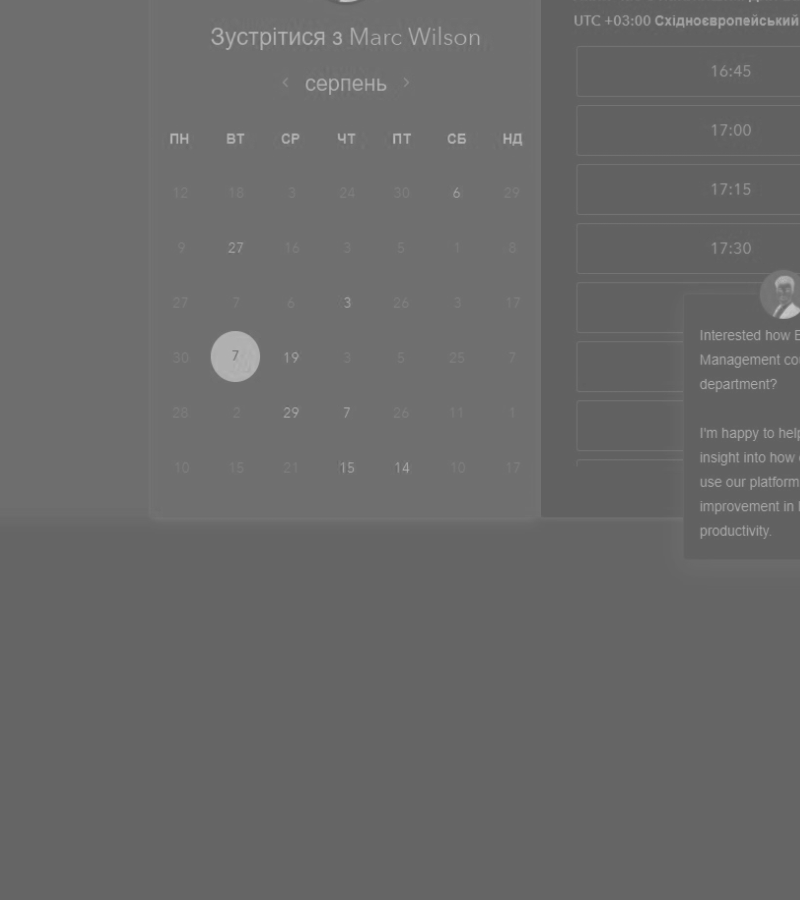 Зустрітися з Marc Wilson
серпень
ПН ВТ СР ЧТ ПТ СБ НД
12 18 3 24 30 6 29
9 27 16 3 5 1 8
27 7 6 3 26 3 17
30 7 19 3 5 25 7
28 2 29 7 26 11 1
10 15 21 15 14 10 17
UTC +03:00 Східноєвропейський
16:45
17:00
17:15
17:30
Interested how
Management
department?
I'm happy to help
insight into how
use our platform
improvement in
productivity.